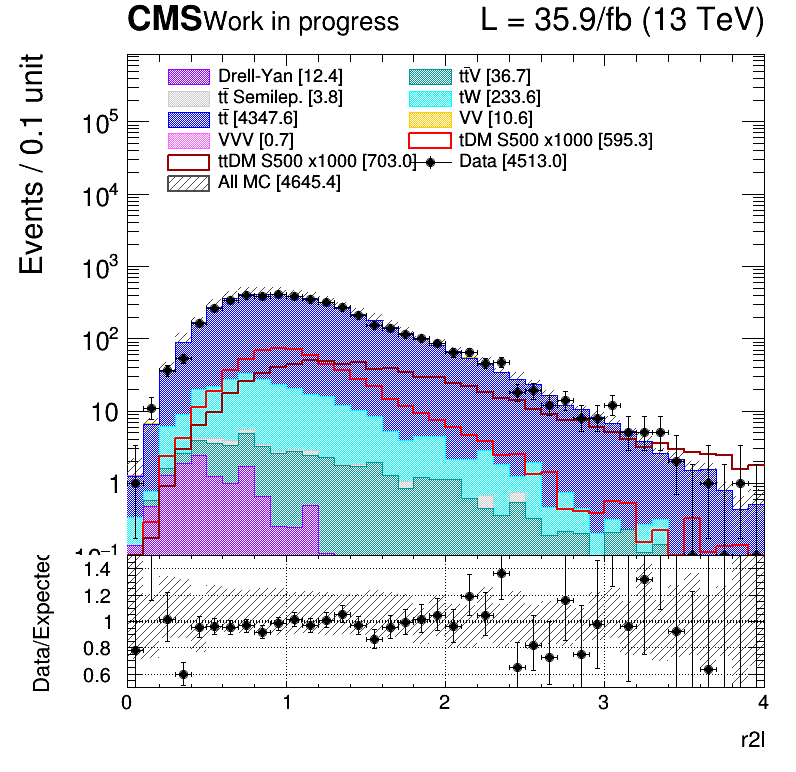 CMS Work in progress L = 35.9/fb (13 TeV)
Events / 0.1 unit
Drell-Yan [12.4] tt̄V [36.7]
tt̄ Semilep. [3.8] tW [233.6]
tt̄ [4347.6] VV [10.6]
VVV [0.7] tDM S500 x1000 [595.3]
ttDM S500 x1000 [703.0] Data [4513.0]
All MC [4645.4]
10⁵
10⁴
10³
10²
10
1
10⁻¹
Data/Expected
1.4
1.2
1
0.8
0.6
0 1 2 3 4
r2l